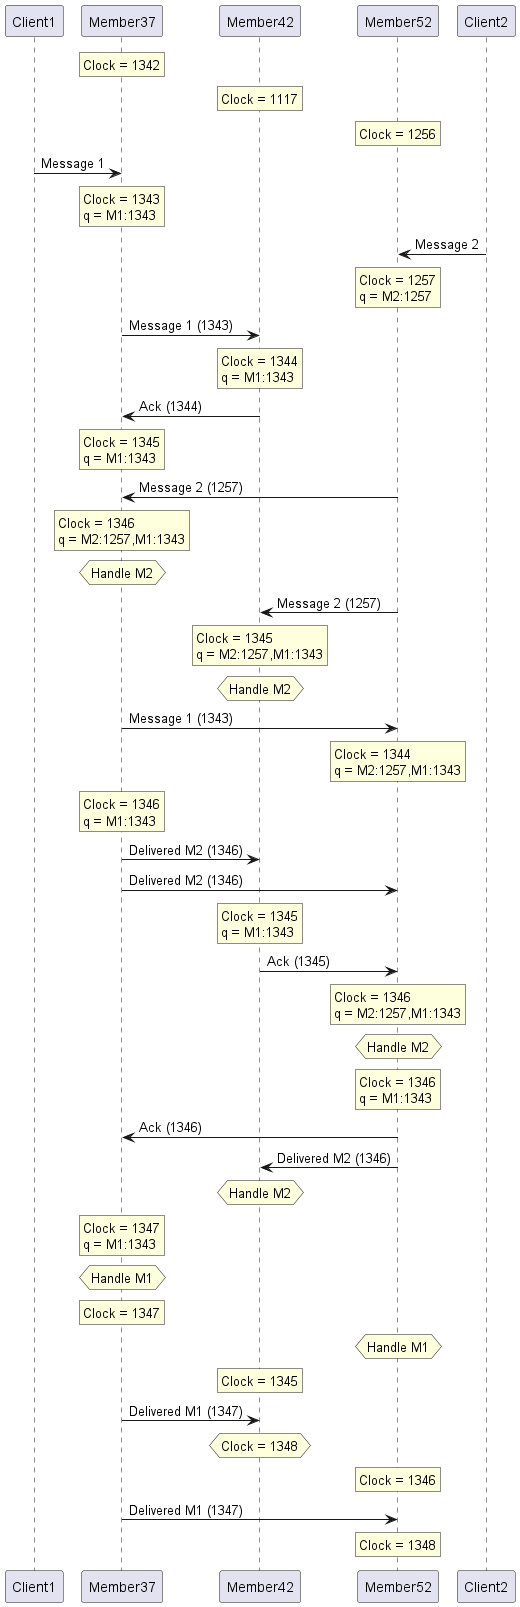 Client1 Member37 Member42 Member52 Client2
Clock = 1342
Clock = 1117
Clock = 1256
Message 1
Clock = 1343
q = M1:1343
Message 2
Clock = 1257
q = M2:1257
Message 1 (1343)
Clock = 1344
q = M1:1343
Ack (1344)
Clock = 1345
q = M1:1343
Message 2 (1257)
Clock = 1346
q = M2:1257,M1:1343
Handle M2
Message 2 (1257)
Clock = 1345
q = M2:1257,M1:1343
Handle M2
Message 1 (1343)
Clock = 1344
q = M2:1257,M1:1343
Clock = 1346
q = M1:1343
Delivered M2 (1346)
Delivered M2 (1346)
Clock = 1345
q = M1:1343
Ack (1345)
Clock = 1346
q = M2:1257,M1:1343
Handle M2
Clock = 1346
q = M1:1343
Ack (1346)
Delivered M2 (1346)
Handle M2
Clock = 1347
q = M1:1343
Handle M1
Clock = 1347
Handle M1
Clock = 1345
Delivered M1 (1347)
Clock = 1348
Clock = 1346
Delivered M1 (1347)
Clock = 1348
Client1 Member37 Member42 Member52 Client2